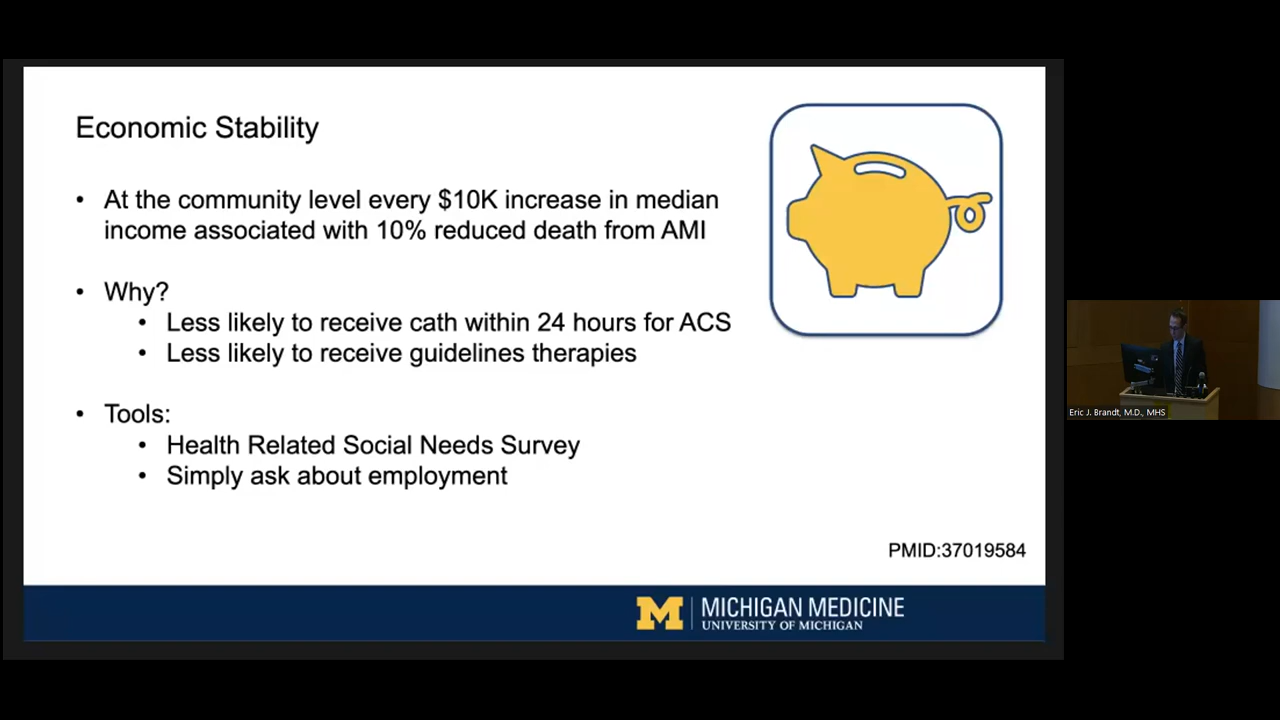 Economic Stability
• At the community level every $10K increase in median
income associated with 10% reduced death from AMI
• Why?
• Less likely to receive cath within 24 hours for ACS
• Less likely to receive guidelines therapies
• Tools:
• Health Related Social Needs Survey
• Simply ask about employment
PMID:37019584
M | MICHIGAN MEDICINE
UNIVERSITY OF MICHIGAN
Eric J. Brandt, M.D., MHS